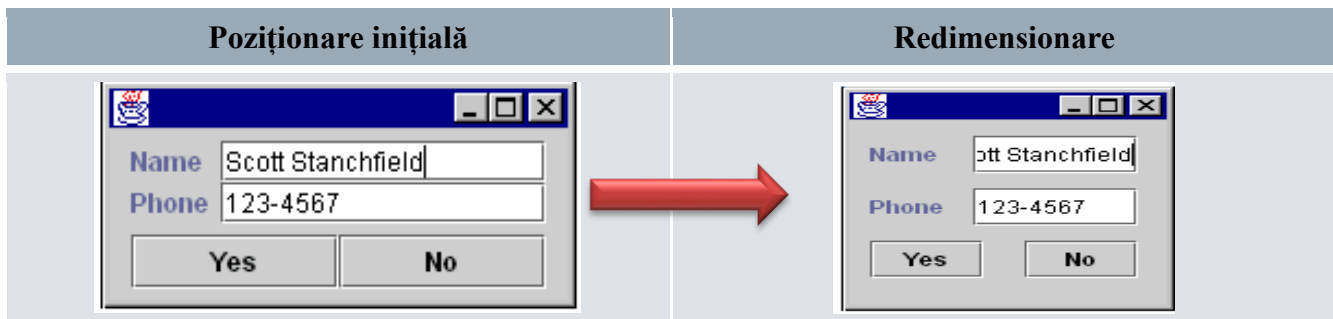 Poziționare inițială
Redimensionare
Name Scott Stanchfield
Phone 123-4567
Yes No
Name ott Stanchfield
Phone 123-4567
Yes No